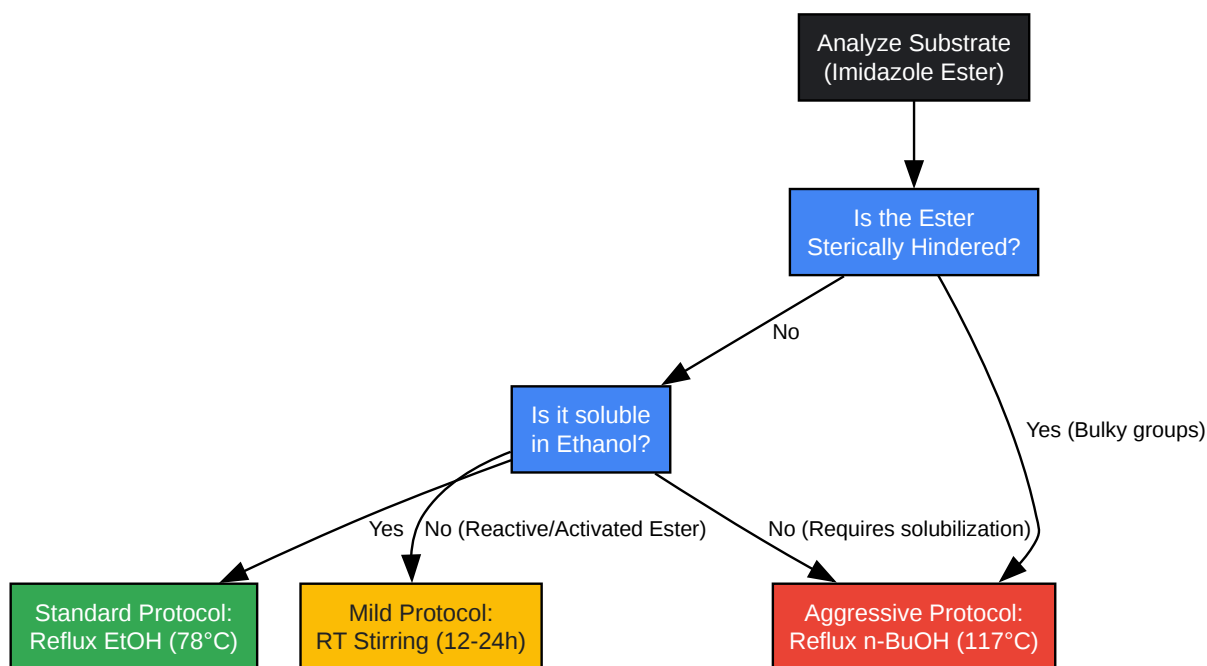 Analyze Substrate
(Imidazole Ester)
Is the Ester
Sterically Hindered?
No
Is it soluble
in Ethanol?
Yes (Bulky groups)
Yes
No (Reactive/Activated Ester)
No (Requires solubilization)
Standard Protocol:
Reflux EtOH (78°C)
Mild Protocol:
RT Stirring (12-24h)
Aggressive Protocol:
Reflux n-BuOH (117°C)